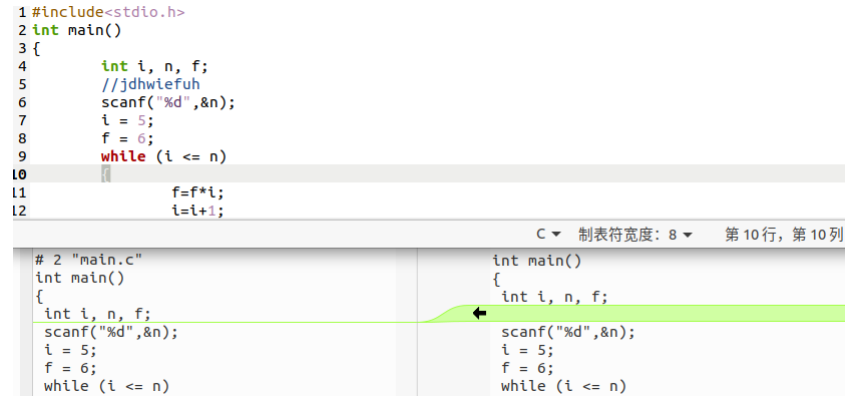 1 #include<stdio.h>
2 int main()
3 {
4 int i, n, f;
5 //jdhwiefuh
6 scanf("%d",&n);
7 i = 5;
8 f = 6;
9 while (i <= n)
10 {
11 f=f*i;
12 i=i+1;
C 制表符宽度：8 第 10 行，第 10 列
# 2 "main.c"
int main()
{
int i, n, f;
scanf("%d",&n);
i = 5;
f = 6;
while (i <= n)
int main()
{
int i, n, f;
scanf("%d",&n);
i = 5;
f = 6;
while (i <= n)